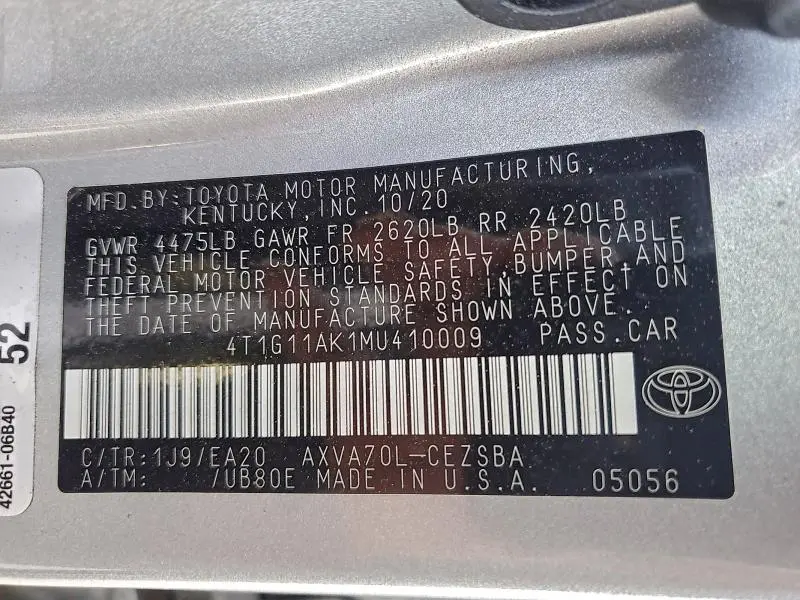 MFD.BY:TOYOTA MOTOR MANUFACTURING,
KENTUCKY,INC. 10/20
GVWR 4475LB GAWR FR 2620LB RR 2420LB
THIS VEHICLE CONFORMS TO ALL APPLICABLE
FEDERAL MOTOR VEHICLE SAFETY,BUMPER,AND
THEFT PREVENTION STANDARDS IN EFFECT ON
THE DATE OF MANUFACTURE SHOWN ABOVE.
4T1G11AK1MU410009 PASS.CAR
C/TR:1J9/EA20 AXVA70L-CEZSBA
A/TM: /UB80E MADE IN U.S.A. 05056
42661-06B40
52